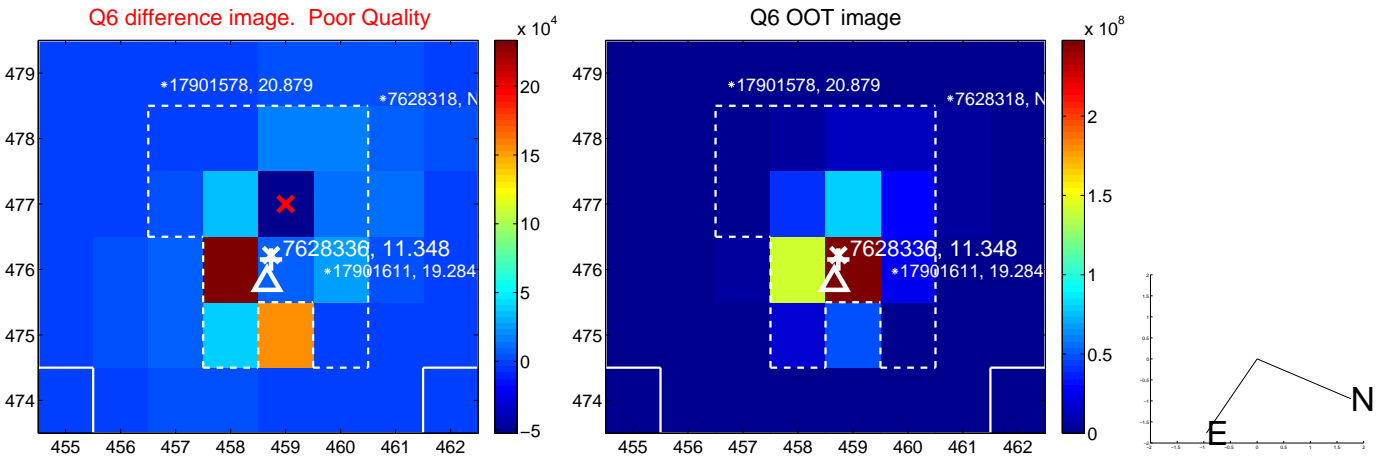 Q6 difference image. Poor Quality
x 10^4
479
478
477
476
475
474
455 456 457 458 459 460 461 462
20
15
10
5
0
−5
*17901578, 20.879
*7628318, N
7628336, 11.348
*17901611, 19.284
Q6 OOT image
x 10^8
479
478
477
476
475
474
455 456 457 458 459 460 461 462
2
1.5
1
0.5
0
*17901578, 20.879
*7628318, N
7628336, 11.348
*17901611, 19.284
N
E